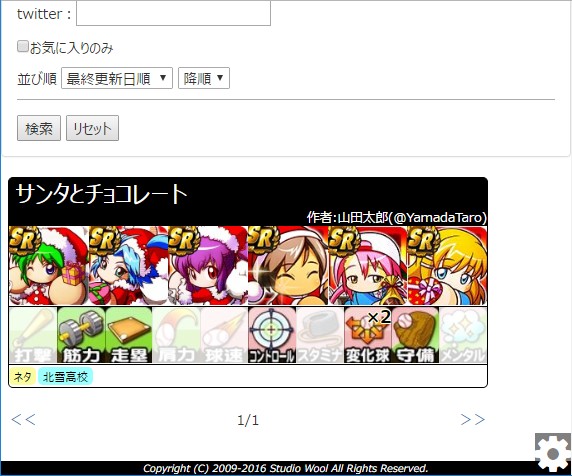 twitter :
お気に入りのみ
並び順 最終更新日順 降順
検索 リセット
サンタとチョコレート
作者:山田太郎(@YamadaTaro)
SR SR SR SR SR SR
×2
打撃 筋力 走塁 肩力 球速 コントロール スタミナ 変化球 守備 メンタル
ネタ 北雪高校
<< 1/1 >>
Copyright (C) 2009-2016 Studio Wool All Rights Reserved.